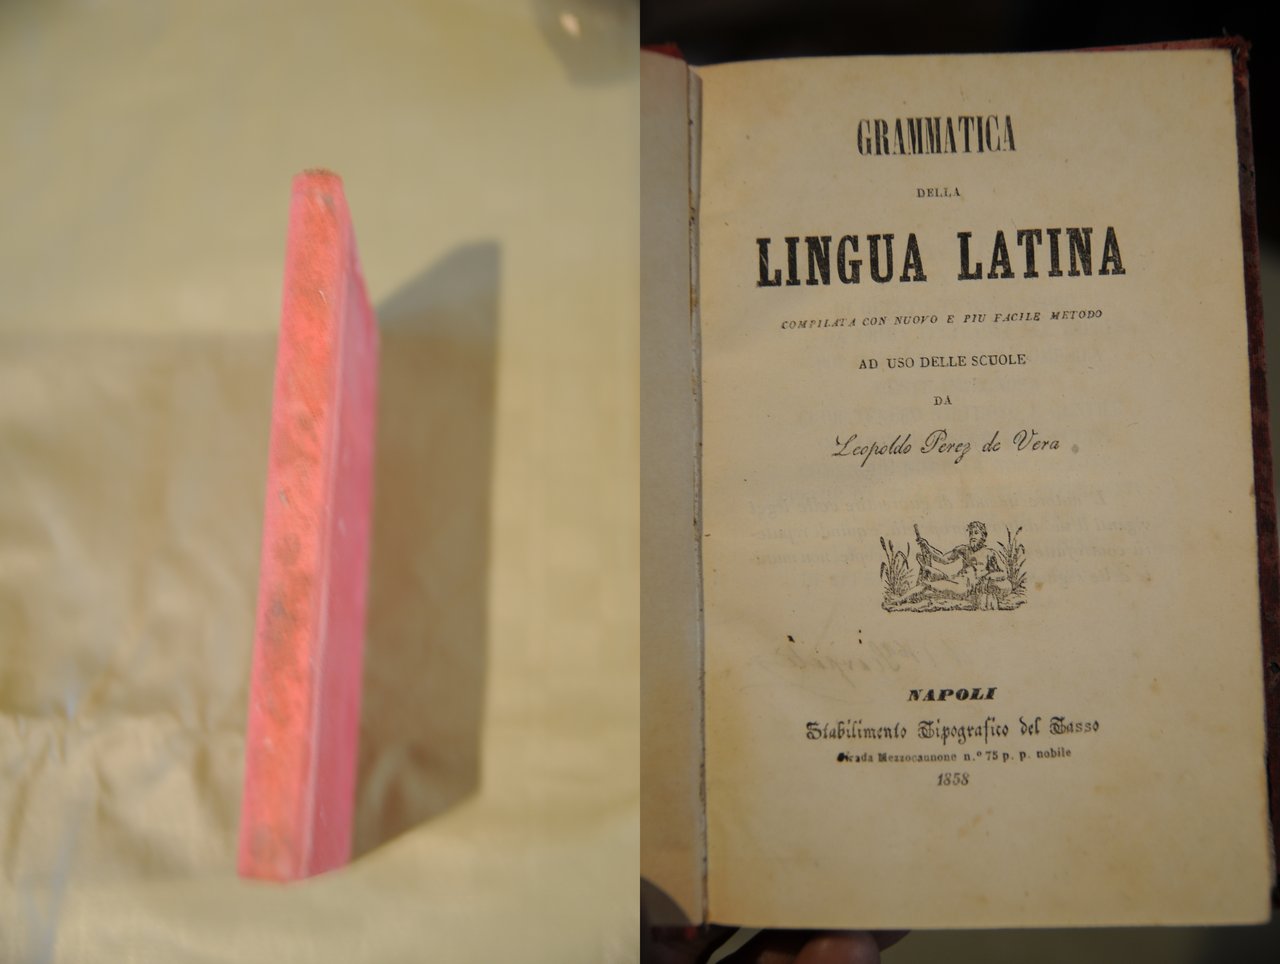 GRAMMATICA
DELLA
LINGUA LATINA
COMPILATA CON NUOVO E PIU FACILE METODO
AD USO DELLE SCUOLE
DA
Leopoldo Perez de Vera
NAPOLI
Stabilimento Tipografico del Tasso
Strada Mezzocannone n.º 75 p. p. nobile
1858